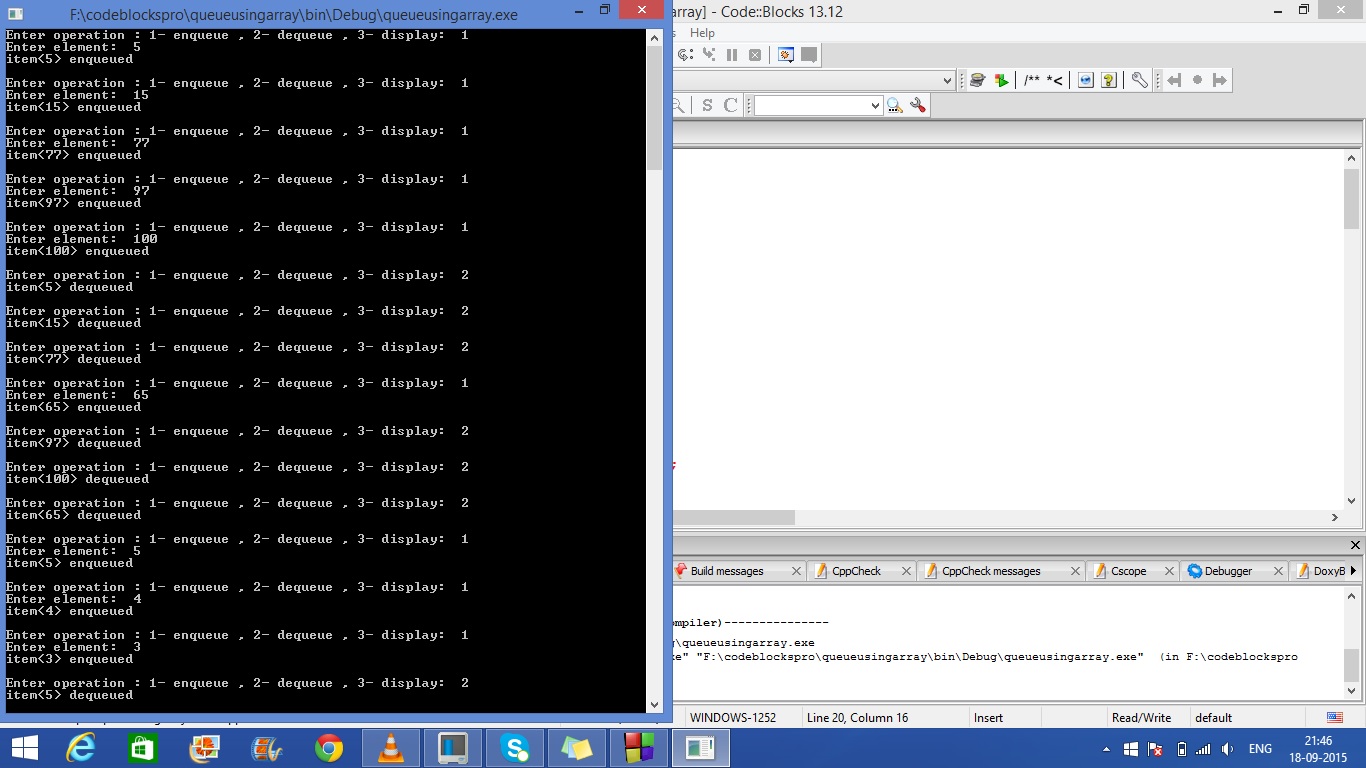 F:\codeblockspro\queueusingarray\bin\Debug\queueusingarray.exe
Enter operation : 1- enqueue , 2- dequeue , 3- display:  1
Enter element:  5
item<5> enqueued
Enter operation : 1- enqueue , 2- dequeue , 3- display:  1
Enter element:  15
item<15> enqueued
Enter operation : 1- enqueue , 2- dequeue , 3- display:  1
Enter element:  77
item<77> enqueued
Enter operation : 1- enqueue , 2- dequeue , 3- display:  1
Enter element:  97
item<97> enqueued
Enter operation : 1- enqueue , 2- dequeue , 3- display:  1
Enter element:  100
item<100> enqueued
Enter operation : 1- enqueue , 2- dequeue , 3- display:  2
item<5> dequeued
Enter operation : 1- enqueue , 2- dequeue , 3- display:  2
item<15> dequeued
Enter operation : 1- enqueue , 2- dequeue , 3- display:  2
item<77> dequeued
Enter operation : 1- enqueue , 2- dequeue , 3- display:  1
Enter element:  65
item<65> enqueued
Enter operation : 1- enqueue , 2- dequeue , 3- display:  2
item<97> dequeued
Enter operation : 1- enqueue , 2- dequeue , 3- display:  2
item<100> dequeued
Enter operation : 1- enqueue , 2- dequeue , 3- display:  2
item<65> dequeued
Enter operation : 1- enqueue , 2- dequeue , 3- display:  1
Enter element:  5
item<5> enqueued
Enter operation : 1- enqueue , 2- dequeue , 3- display:  1
Enter element:  4
item<4> enqueued
Enter operation : 1- enqueue , 2- dequeue , 3- display:  1
Enter element:  3
item<3> enqueued
Enter operation : 1- enqueue , 2- dequeue , 3- display:  2
item<5> dequeued
array] - Code::Blocks 13.12
s Help
/** *<
S C
Build messages
CppCheck
CppCheck messages
Cscope
Debugger
DoxyB
ompiler)---------------
g\queueusingarray.exe
xe" "F:\codeblockspro\queueusingarray\bin\Debug\queueusingarray.exe"  (in F:\codeblockspro
WINDOWS-1252
Line 20, Column 16
Insert
Read/Write
default
ENG
21:46
18-09-2015